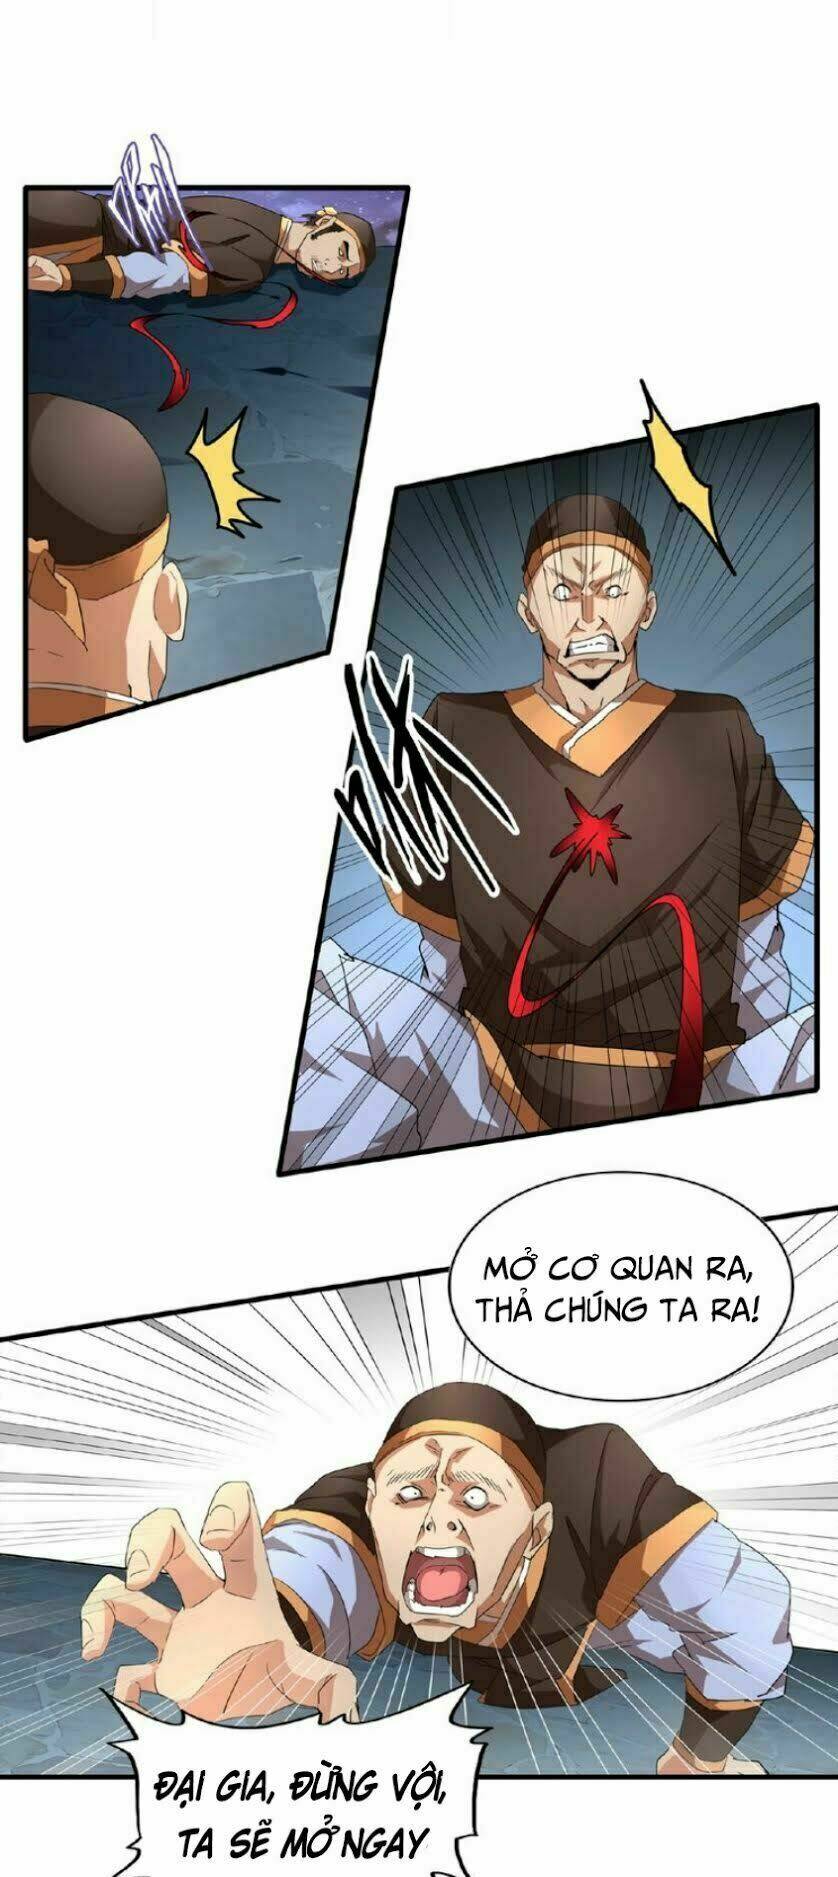 MỞ CƠ QUAN RA,
THẢ CHÚNG TA RA!
ĐẠI GIA, ĐỪNG VỘI,
TA SẼ MỞ NGAY